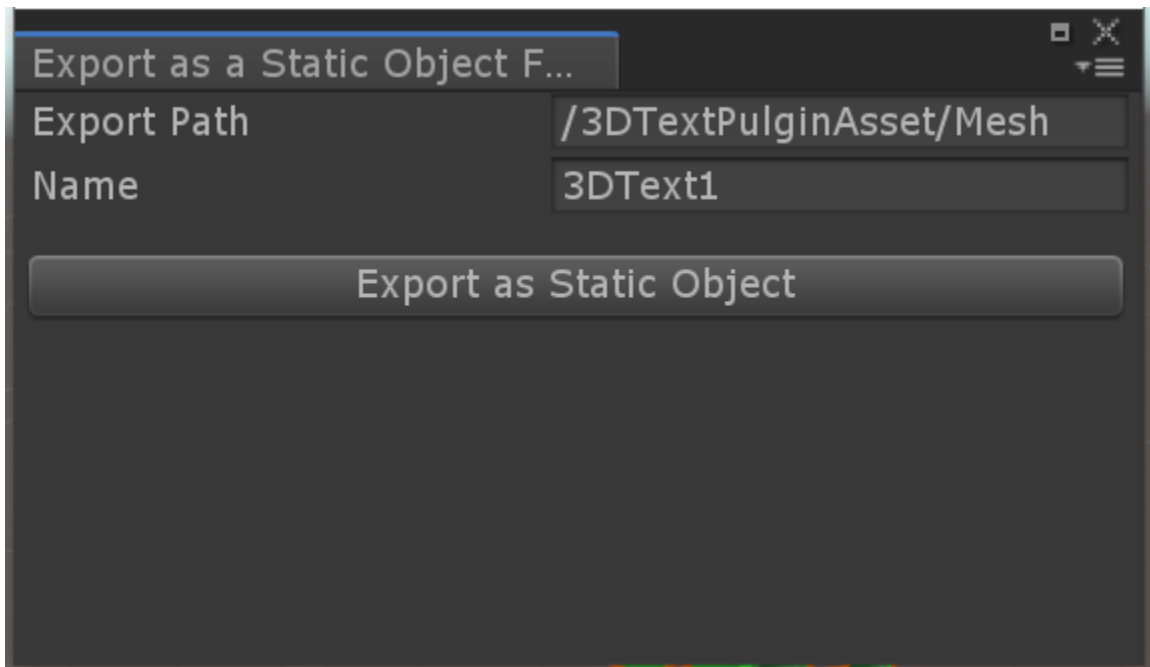 Export as a Static Object F...
Export Path /3DTextPulginAsset/Mesh
Name 3DText1
Export as Static Object